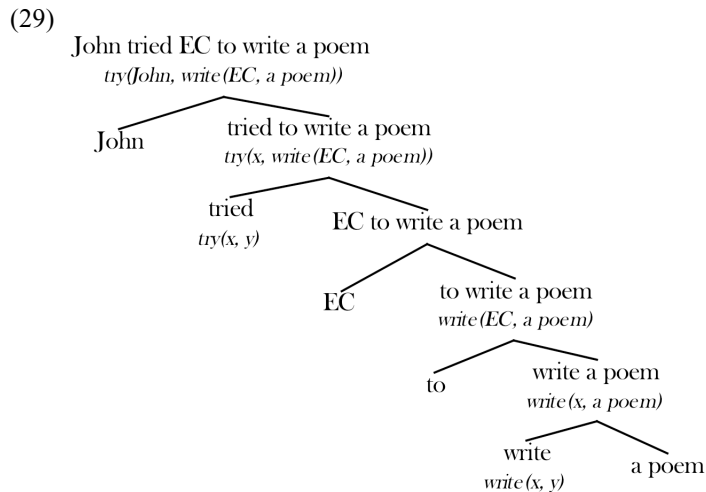 (29)
John tried EC to write a poem
try(John, write(EC, a poem))
John
tried to write a poem
try(x, write(EC, a poem))
tried
try(x, y)
EC to write a poem
EC
to write a poem
write(EC, a poem)
to
write a poem
write(x, a poem)
write
write(x, y)
a poem